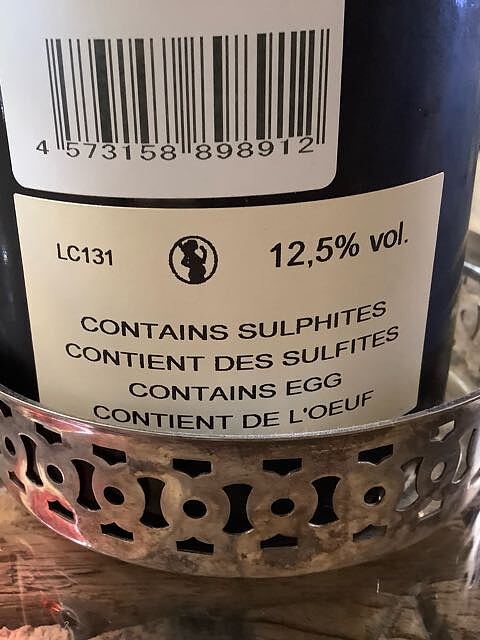 4 573158 898912
LC131 12,5% vol.
CONTAINS SULPHITES
CONTIENT DES SULFITES
CONTAINS EGG
CONTIENT DE L'OEUF